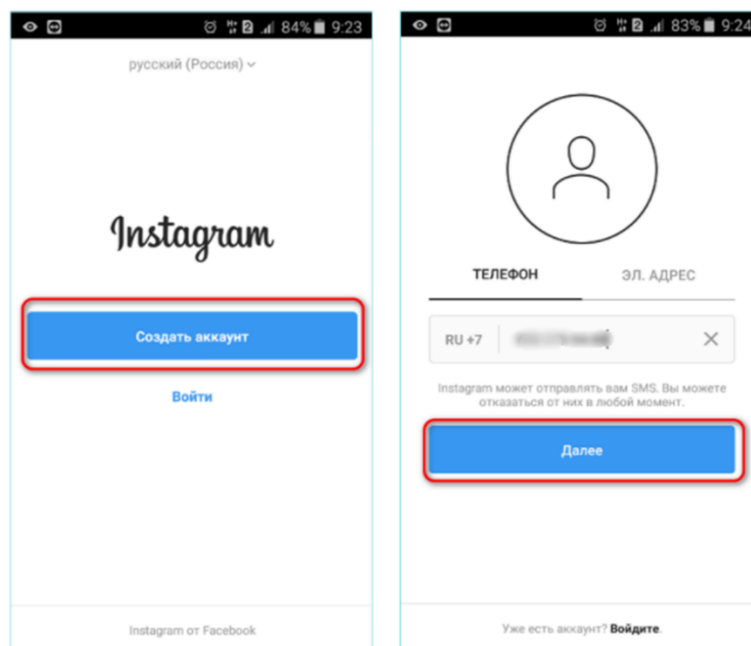 84% 9:23
русский (Россия)
Instagram
Создать аккаунт
Войти
Instagram от Facebook
83% 9:24
ТЕЛЕФОН
ЭЛ. АДРЕС
RU +7
Instagram может отправлять вам SMS. Вы можете
отказаться от них в любой момент.
Далее
Уже есть аккаунт? Войдите.